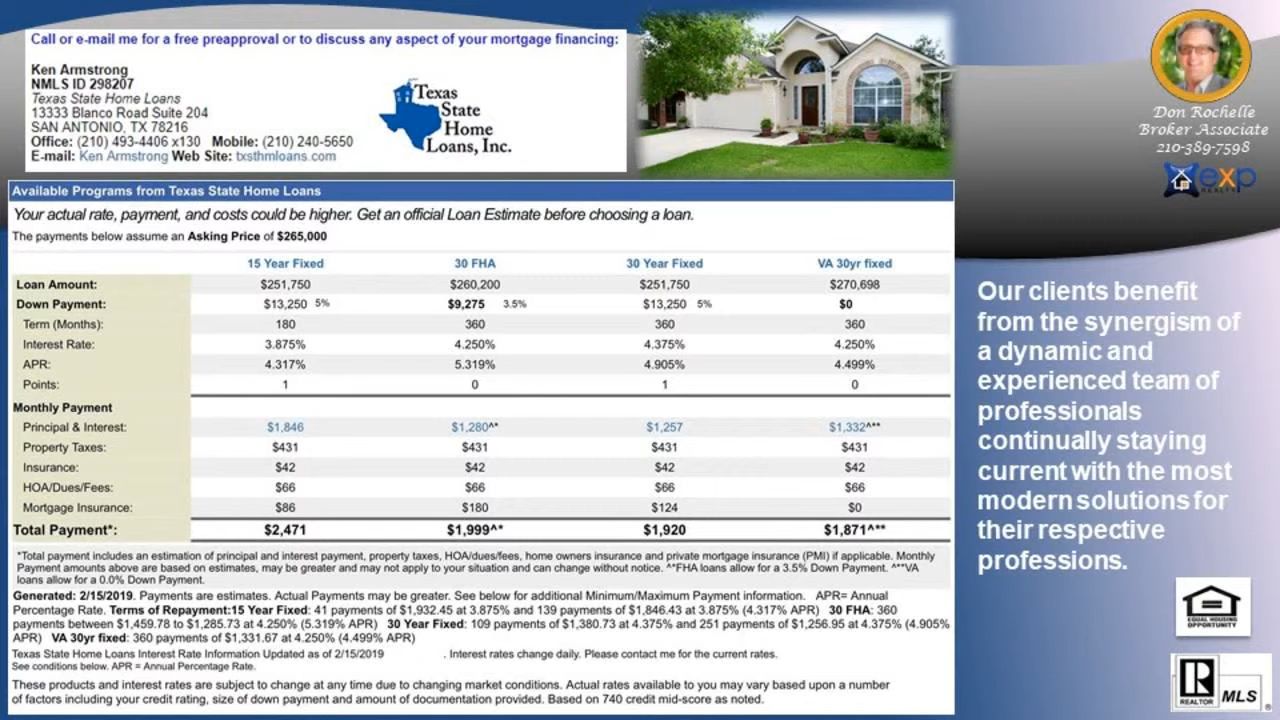 Call or e-mail me for a free preapproval or to discuss any aspect of your mortgage financing:
Ken Armstrong
NMLS ID 298207
Texas State Home Loans
13333 Blanco Road Suite 204
SAN ANTONIO, TX 78216
Office: (210) 493-4406 x130 Mobile: (210) 240-5650
E-mail: Ken Armstrong Web Site: txsthmloans.com
Texas
State
Home
Loans, Inc.
Don Rochelle
Broker Associate
210-389-7598
exp
REALTY
Available Programs from Texas State Home Loans
Your actual rate, payment, and costs could be higher. Get an official Loan Estimate before choosing a loan.
The payments below assume an Asking Price of $265,000
15 Year Fixed 30 FHA 30 Year Fixed VA 30yr fixed
Loan Amount: $251,750 $260,200 $251,750 $270,698
Down Payment: $13,250 5% $9,275 3.5% $13,250 5% $0
Term (Months): 180 360 360 360
Interest Rate: 3.875% 4.250% 4.375% 4.250%
APR: 4.317% 5.319% 4.905% 4.499%
Points: 1 0 1 0
Monthly Payment
Principal & Interest: $1,846 $1,280^* $1,257 $1,332^**
Property Taxes: $431 $431 $431 $431
Insurance: $42 $42 $42 $42
HOA/Dues/Fees: $66 $66 $66 $66
Mortgage Insurance: $86 $180 $124 $0
Total Payment*: $2,471 $1,999^* $1,920 $1,871^**
*Total payment includes an estimation of principal and interest payment, property taxes, HOA/dues/fees, home owners insurance and private mortgage insurance (PMI) if applicable. Monthly
Payment amounts above are based on estimates, may be greater and may not apply to your situation and can change without notice. ^*FHA loans allow for a 3.5% Down Payment. ^**VA
loans allow for a 0.0% Down Payment.
Generated: 2/15/2019. Payments are estimates. Actual Payments may be greater. See below for additional Minimum/Maximum Payment information. APR= Annual
Percentage Rate. Terms of Repayment:15 Year Fixed: 41 payments of $1,932.45 at 3.875% and 139 payments of $1,846.43 at 3.875% (4.317% APR) 30 FHA: 360
payments between $1,459.78 to $1,285.73 at 4.250% (5.319% APR) 30 Year Fixed: 109 payments of $1,380.73 at 4.375% and 251 payments of $1,256.95 at 4.375% (4.905%
APR) VA 30yr fixed: 360 payments of $1,331.67 at 4.250% (4.499% APR)
Texas State Home Loans Interest Rate Information Updated as of 2/15/2019 . Interest rates change daily. Please contact me for the current rates.
See conditions below. APR = Annual Percentage Rate.
These products and interest rates are subject to change at any time due to changing market conditions. Actual rates available to you may vary based upon a number
of factors including your credit rating, size of down payment and amount of documentation provided. Based on 740 credit mid-score as noted.
Our clients benefit
from the synergism of
a dynamic and
experienced team of
professionals
continually staying
current with the most
modern solutions for
their respective
professions.
EQUAL HOUSING
OPPORTUNITY
R
REALTOR
MLS
®